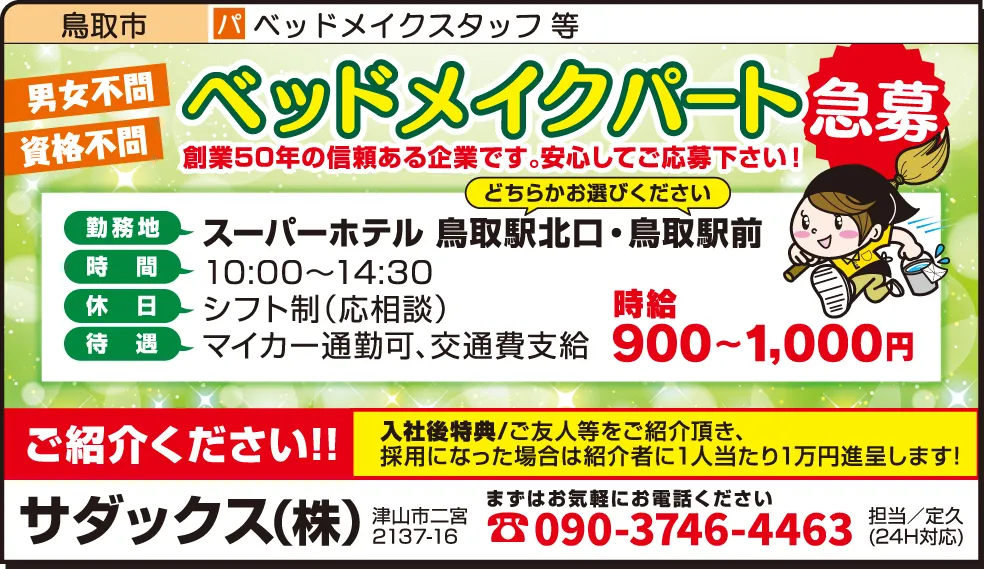 鳥取市 パ ベッドメイクスタッフ 等
男女不問
資格不問
ベッドメイクパート
急募
創業50年の信頼ある企業です。安心してご応募下さい!
どちらかお選びください
勤務地 スーパーホテル 鳥取駅北口・鳥取駅前
時間 10:00～14:30
休日 シフト制(応相談)
待遇 マイカー通勤可、交通費支給
時給
900～1,000円
ご紹介ください!!
入社後特典/ご友人等をご紹介頂き、
採用になった場合は紹介者に1人当たり1万円進呈します!
サダックス(株)
津山市二宮
2137-16
まずはお気軽にお電話ください
☎090-3746-4463
担当／定久
(24H対応)